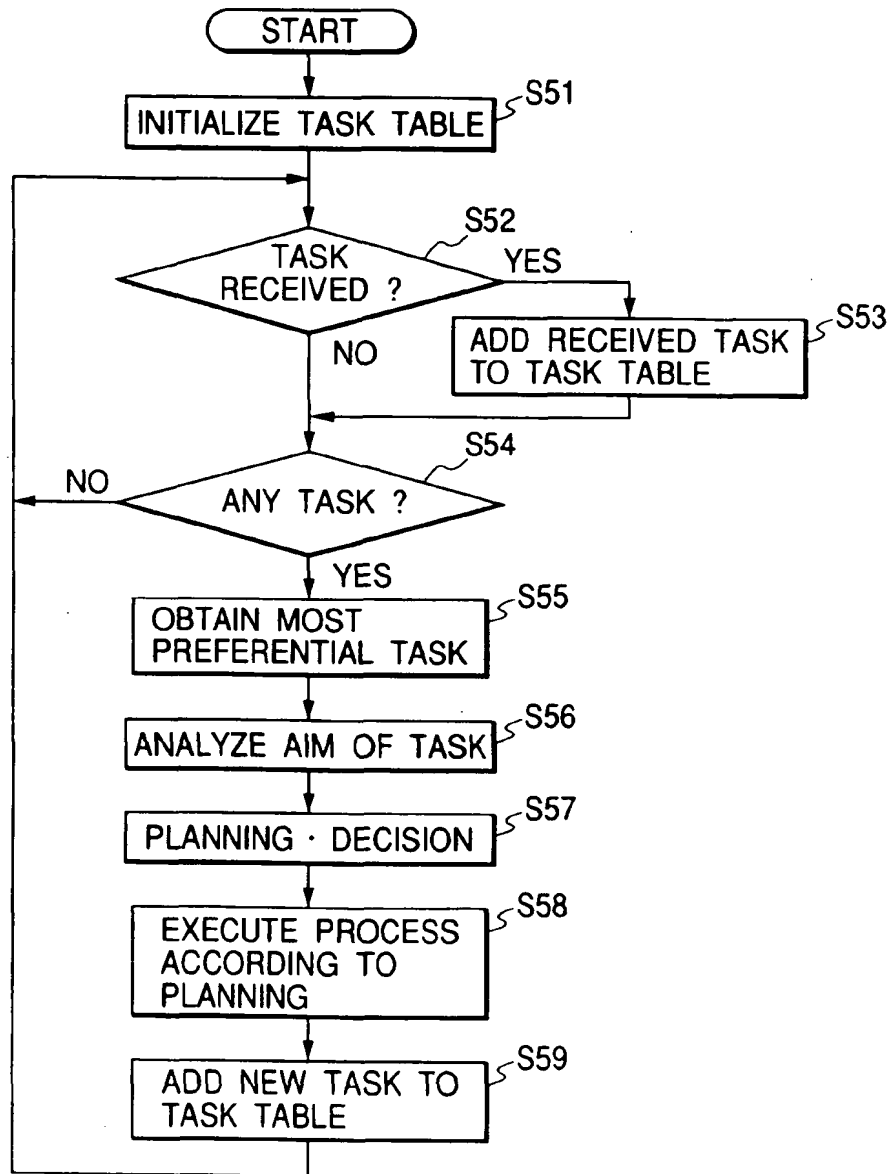 START
S51
INITIALIZE TASK TABLE
S52
TASK
RECEIVED ?
YES
S53
ADD RECEIVED TASK
TO TASK TABLE
NO
S54
NO
ANY TASK ?
YES
S55
OBTAIN MOST
PREFERENTIAL TASK
S56
ANALYZE AIM OF TASK
S57
PLANNING · DECISION
S58
EXECUTE PROCESS
ACCORDING TO
PLANNING
S59
ADD NEW TASK TO
TASK TABLE